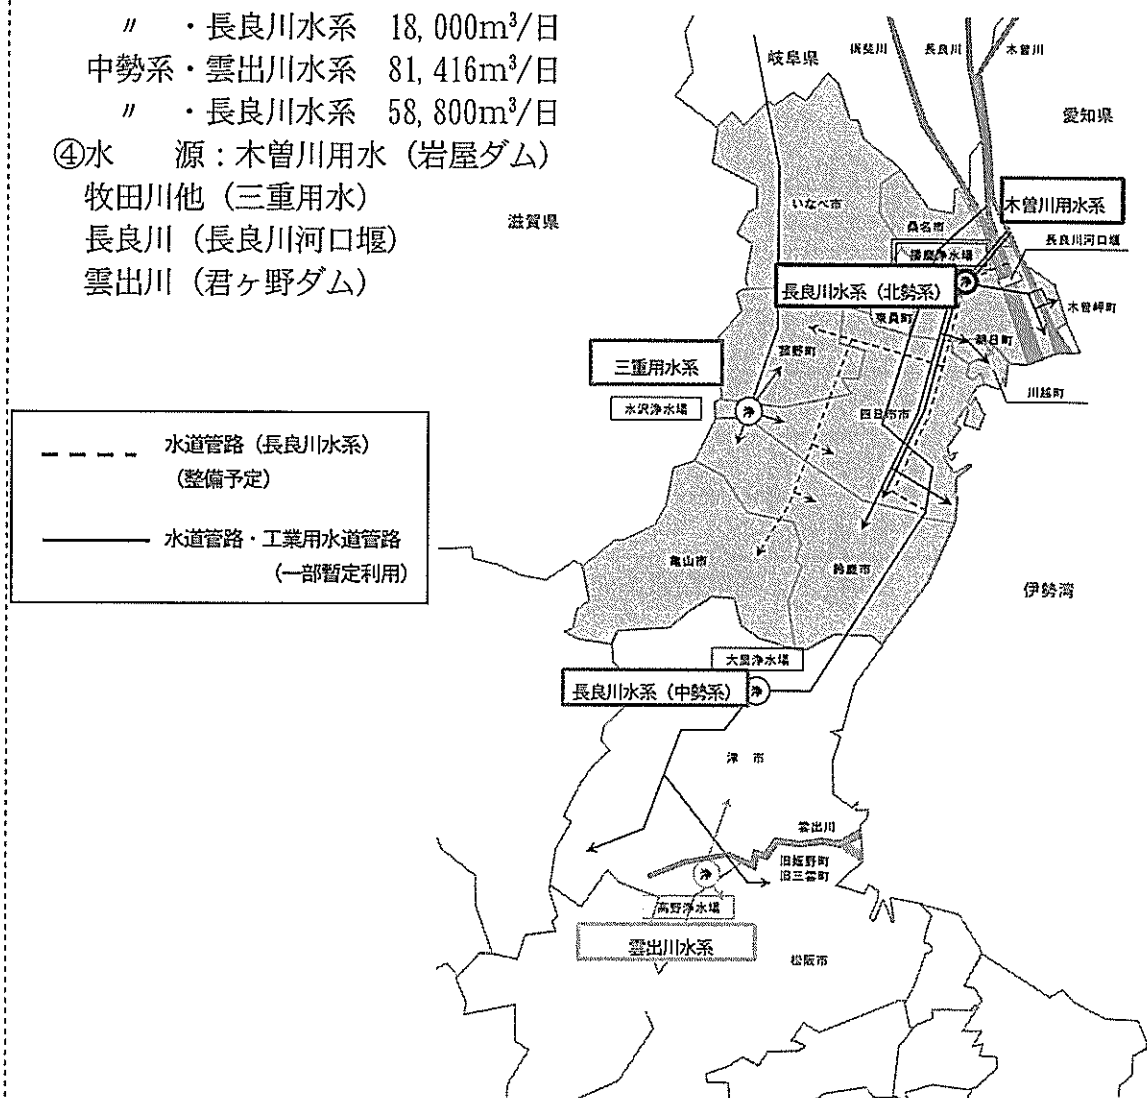 〃　・長良川水系　18,000m³/日
中勢系・雲出川水系　81,416m³/日
〃　・長良川水系　58,800m³/日
④水　　源：木曽川用水（岩屋ダム）
牧田川他（三重用水）
長良川（長良川河口堰）
雲出川（君ヶ野ダム）
水道管路（長良川水系）
（整備予定）
水道管路・工業用水道管路
（一部暫定利用）
岐阜県
揖斐川
長良川
木曽川
愛知県
滋賀県
いなべ市
桑名市
木曽川用水系
長良川河口堰
播磨浄水場
長良川水系（北勢系）
浄
木曽岬町
東員町
朝日町
三重用水系
菰野町
川越町
水沢浄水場
浄
四日市市
亀山市
鈴鹿市
伊勢湾
大里浄水場
長良川水系（中勢系）
浄
津　市
雲出川
旧嬉野町
旧三雲町
浄
高野浄水場
雲出川水系
松阪市